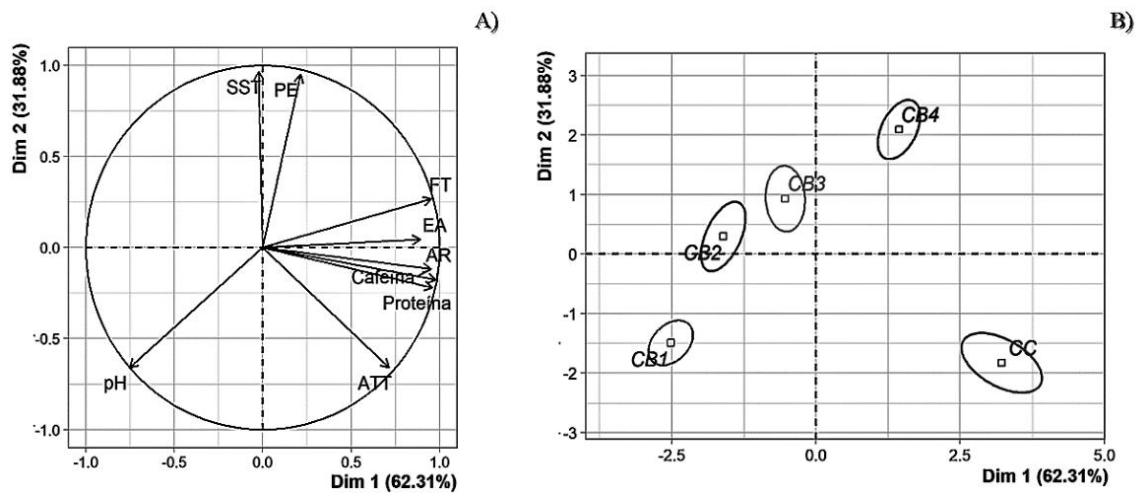 A)
Dim 2 (31.88%)
1.0
0.5
0.0
-0.5
-1.0
SST
PE
FT
EA
AR
Cafeína
Proteína
pH
ATT
-1.0
-0.5
0.0
0.5
1.0
Dim 1 (62.31%)
B)
Dim 2 (31.88%)
3
2
1
0
-1
-2
-3
CB4
CB3
CB2
CB1
CC
-2.5
0.0
2.5
5.0
Dim 1 (62.31%)